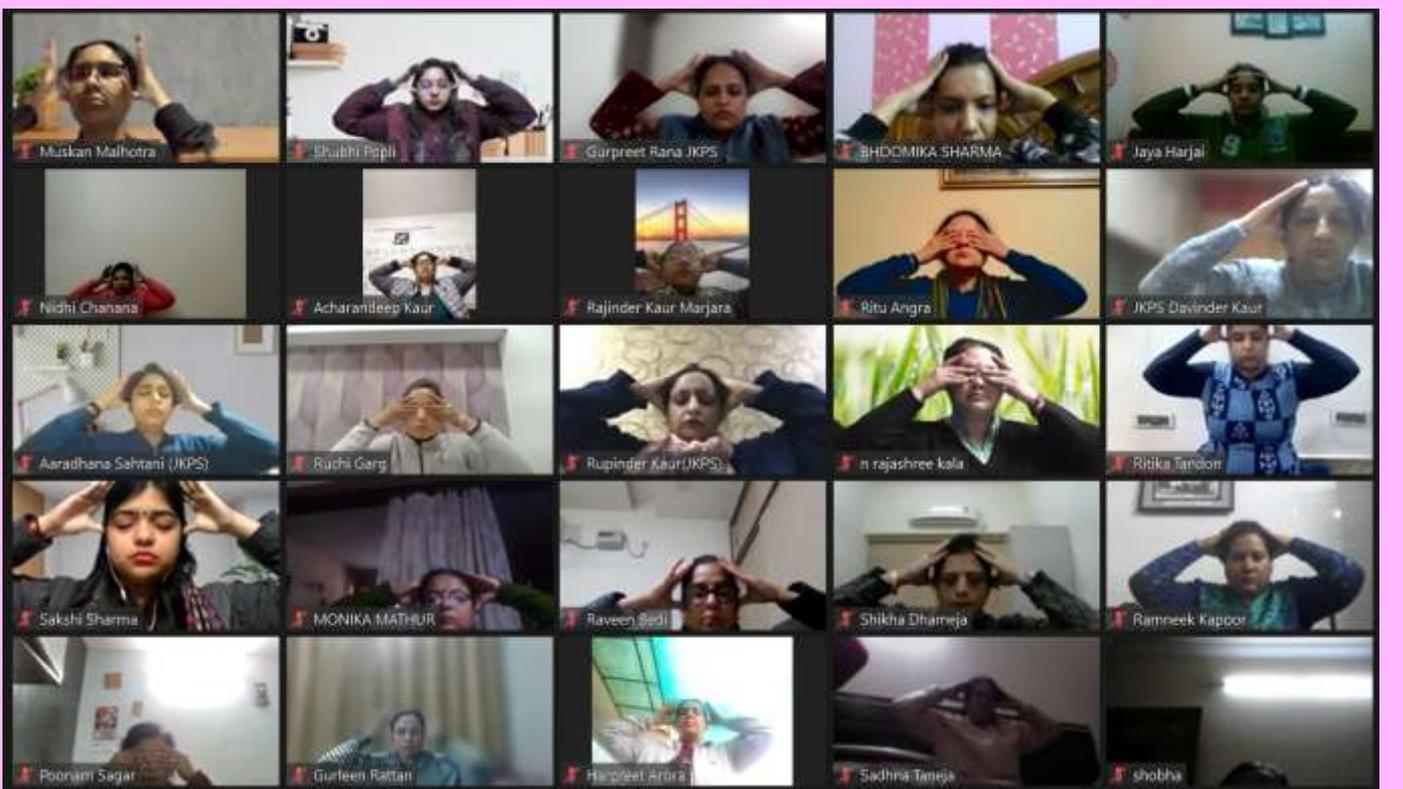 Muskan Malhotra
Shubhi Popli
Gurpreet Rana JKPS
BHOOMIKA SHARMA
Jaya Harjai
Nidhi Chanana
Acharandeep Kaur
Rajinder Kaur Marjara
Ritu Angra
JKPS Davinder Kaur
Aaradhana Sahtani (JKPS)
Ruchi Garg
Rupinder Kaur(JKPS)
n rajashree kala
Ritika Tandon
Sakshi Sharma
MONIKA MATHUR
Raveen Bedi
Shikha Dhameja
Ramneek Kapoor
Poonam Sagar
Gurleen Rattan
Harpreet Arora
Sadhna Taneja
shobha